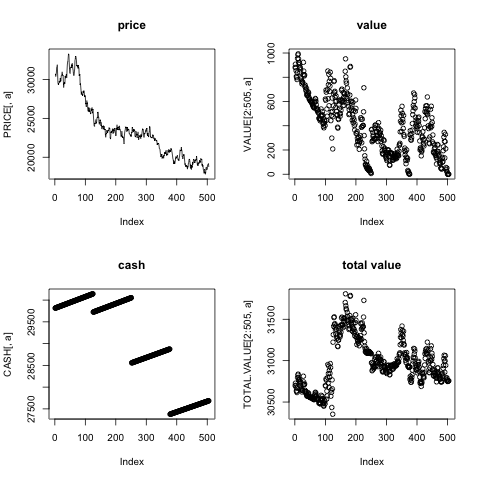 price
PRICE[, a]
20000 25000 30000
0 100 200 300 400 500
Index
value
VALUE[2:505, a]
0 200 600 1000
0 100 200 300 400 500
Index
cash
CASH[, a]
27500 28500 29500
0 100 200 300 400 500
Index
total value
TOTAL.VALUE[2:505, a]
30500 31000 31500
0 100 200 300 400 500
Index